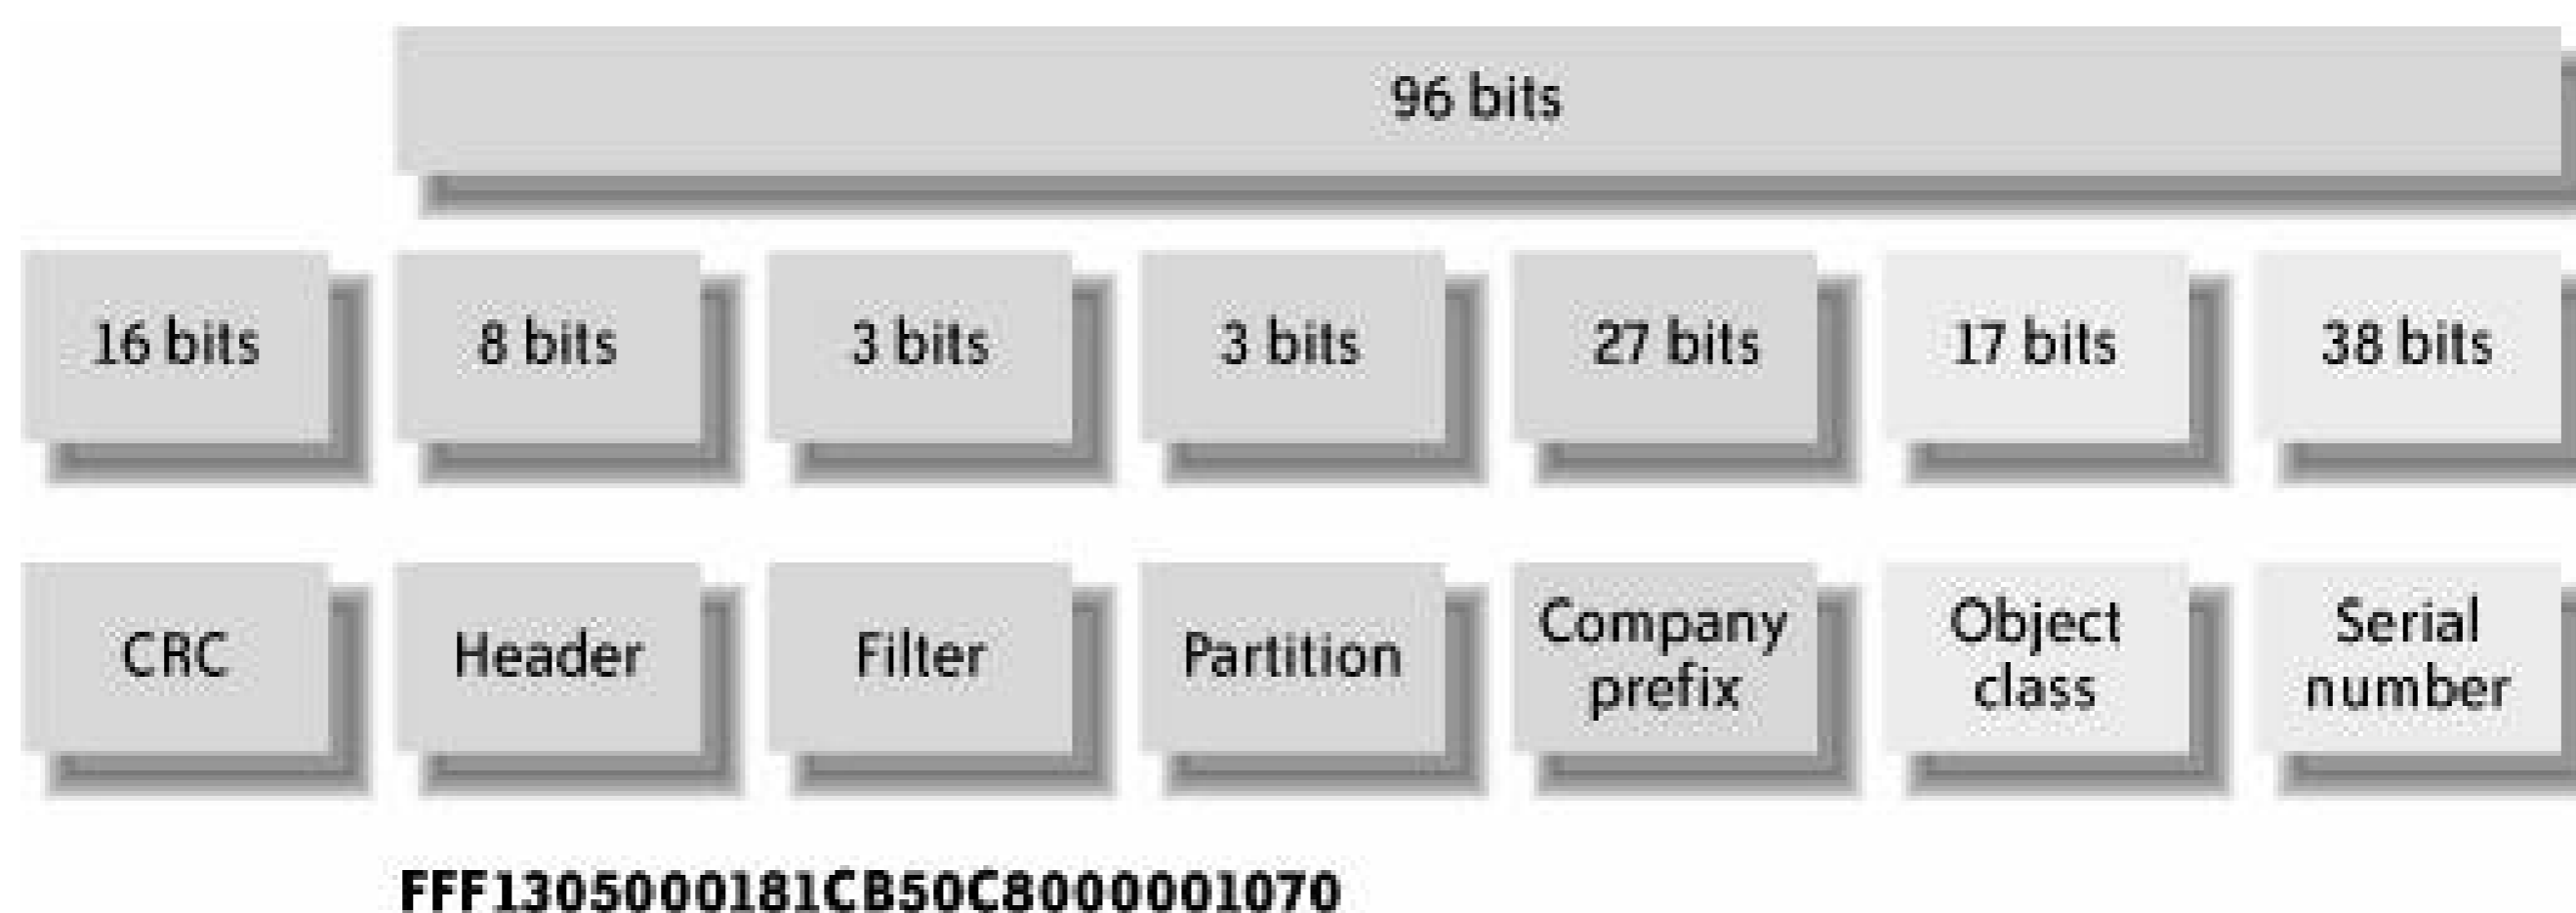 96 bits
16 bits 8 bits 3 bits 3 bits 27 bits 17 bits 38 bits
CRC Header Filter Partition Company prefix Object class Serial number
FFF1305000181CB50C8000001070